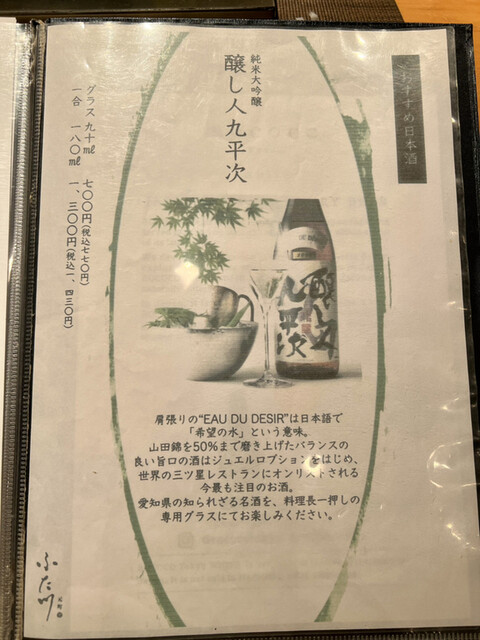 おすすめ日本酒
純米大吟醸
醸し人九平次
グラス 九十㎖ 七〇〇円(税込七七〇円)
一合 一八〇㎖ 一、三〇〇円(税込一、四三〇円)
醸し人
九平次
肩張りの“EAU DU DESIR”は日本語で
「希望の水」という意味。
山田錦を50%まで磨き上げたバランスの
良い旨口の酒はジュエルロブションをはじめ、
世界の三ツ星レストランにオンリストされる
今最も注目のお酒。
愛知県の知られざる名酒を、料理長一押しの
専用グラスにてお楽しみください。
ふた川